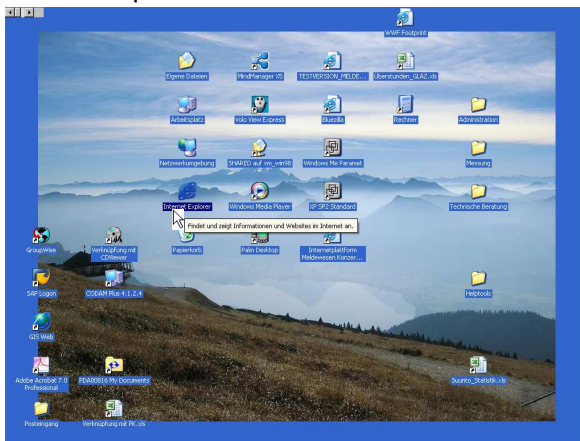 WWF Footprint
Eigene Dateien
MindManager X5
TESTVERSION_MELDE...
Überstunden_GLAZ.xls
Arbeitsplatz
Volo View Express
Bluezilla
Rechner
Administration
Netzwerkumgebung
SHARED auf vm_win98
Windows Me Paramet
Messung
Internet Explorer
Windows Media Player
XP SP2 Standard
Technische Beratung
Findet und zeigt Informationen und Websites im Internet an.
GroupWise
Verknüpfung mit
CDViewer
Papierkorb
Palm Desktop
Internetplattform
Meldewesen Konzer...
SAP Logon
CODAM Plus 4.1.2.4
Helptools
GIS Web
Adobe Acrobat 7.0
Professional
PDA00816 My Documents
Suunto_Statistik.xls
Posteingang
Verknüpfung mit PK.xls